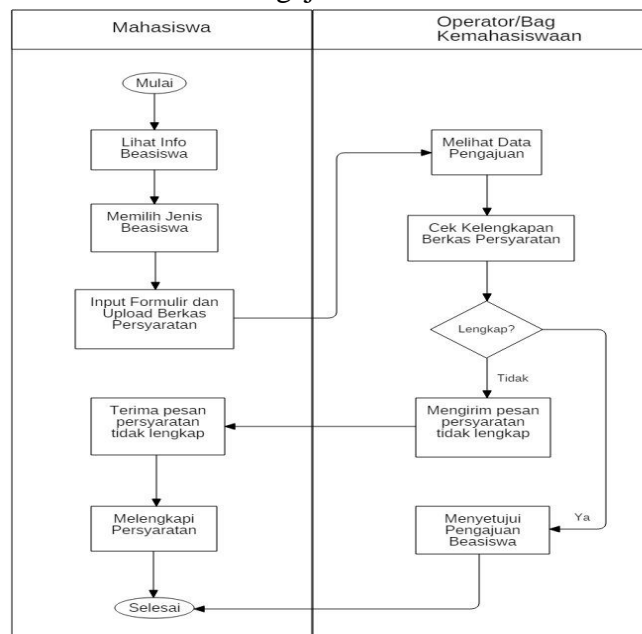 Mahasiswa
Operator/Bag
Kemahasiswaan
Mulai
Lihat Info
Beasiswa
Memilih Jenis
Beasiswa
Input Formulir dan
Upload Berkas
Persyaratan
Melihat Data
Pengajuan
Cek Kelengkapan
Berkas Persyaratan
Lengkap?
Tidak
Mengirim pesan
persyaratan
tidak lengkap
Terima pesan
persyaratan
tidak lengkap
Melengkapi
Persyaratan
Ya
Menyetujui
Pengajuan
Beasiswa
Selesai